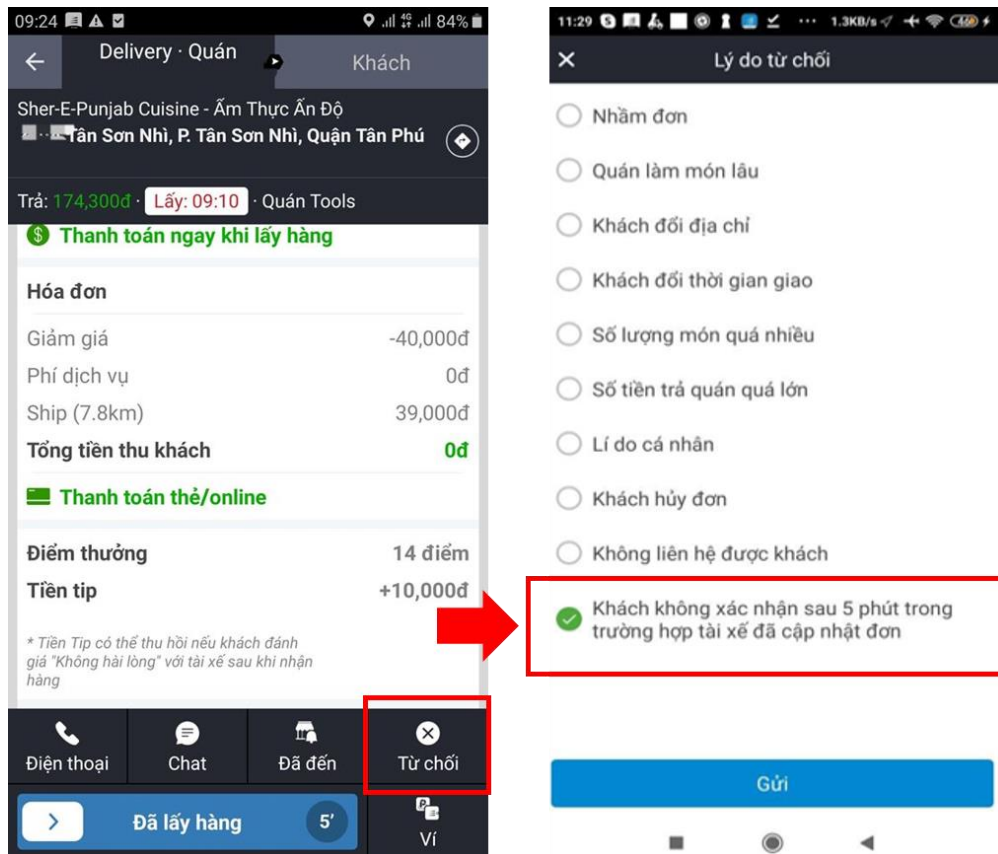 09:24
4G
84%
Delivery · Quán
Khách
Sher-E-Punjab Cuisine - Ẩm Thực Ấn Độ
Tân Sơn Nhì, P. Tân Sơn Nhì, Quận Tân Phú
Trả: 174,300đ · Lấy: 09:10 · Quán Tools
$ Thanh toán ngay khi lấy hàng
Hóa đơn
Giảm giá -40,000đ
Phí dịch vụ 0đ
Ship (7.8km) 39,000đ
Tổng tiền thu khách 0đ
Thanh toán thẻ/online
Điểm thưởng 14 điểm
Tiền tip +10,000đ
* Tiền Tip có thể thu hồi nếu khách đánh
giá "Không hài lòng" với tài xế sau khi nhận
hàng
Điện thoại Chat Đã đến Từ chối
Đã lấy hàng 5’
Ví
11:29 ... 1.3KB/s
Lý do từ chối
Nhầm đơn
Quán làm món lâu
Khách đổi địa chỉ
Khách đổi thời gian giao
Số lượng món quá nhiều
Số tiền trả quán quá lớn
Lí do cá nhân
Khách hủy đơn
Không liên hệ được khách
Khách không xác nhận sau 5 phút trong
trường hợp tài xế đã cập nhật đơn
Gửi